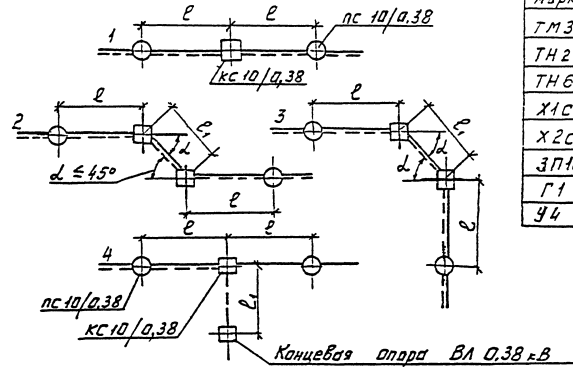 ТМ3
ТН2
ТН6
Х1С
Х2С
Г1
У4
1
ℓ
ℓ
ПС 10/0,38
КС 10/0,38
2
ℓ
ℓ₁
α
α ≤ 45°
ℓ
3
ℓ
ℓ₁
α
ℓ
4
ℓ
ℓ
ПС 10/0,38
КС 10/0,38
ℓ₁
Концевая опора ВЛ 0,38 кВ